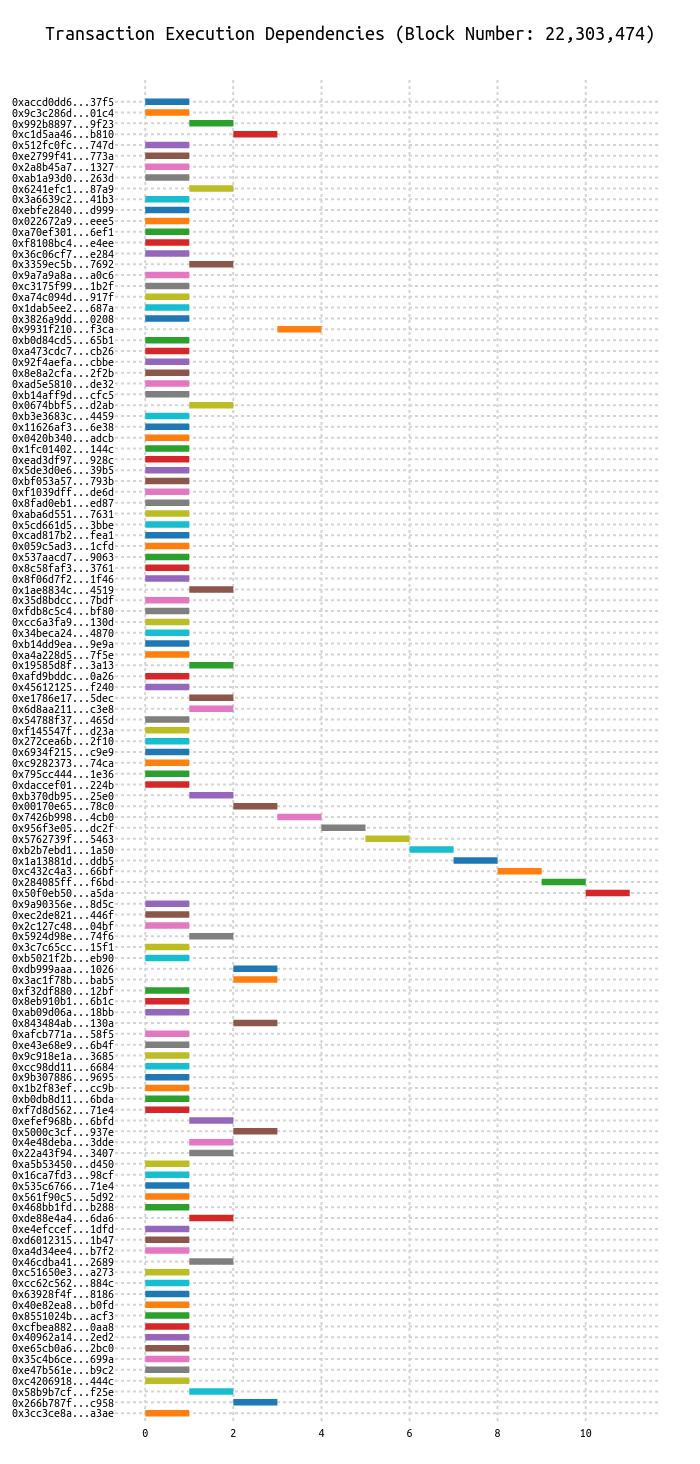 Transaction Execution Dependencies (Block Number: 22,303,474)
0xaccd0dd6...37f5
0x9c3c286d...01c4
0x992b8897...9f23
0xc1d5aa46...b810
0x512fc0fc...747d
0xe2799f41...773a
0x2a8b45a7...1327
0xab1a93d0...263d
0x6241efc1...87a9
0x3a6639c2...41b3
0xebfe2840...d999
0x022672a9...eee5
0xa70ef301...6ef1
0xf8108bc4...e4ee
0x36c06cf7...e284
0x3359ec5b...7692
0x9a7a9a8a...a0c6
0xc3175f99...1b2f
0xa74c094d...917f
0x1dab5ee2...687a
0x3826a9dd...0208
0x9931f210...f3ca
0xb0d84cd5...65b1
0xa473cdc7...cb26
0x92f4aefa...cbbe
0x8e8a2cfa...2f2b
0xad5e5810...de32
0xb14aff9d...cfc5
0x0674bbf5...d2ab
0xb3e3683c...4459
0x11626af3...6e38
0x0420b340...adcb
0x1fc01402...144c
0xead3df97...928c
0x5de3d0e6...39b5
0xbf053a57...793b
0xf1039dff...de6d
0x8fad0eb1...ed87
0xaba6d551...7631
0x5cd661d5...3bbe
0xcad817b2...fea1
0x059c5ad3...1cfd
0x537aacd7...9063
0x8c58faf3...3761
0x8f06d7f2...1f46
0x1ae8834c...4519
0x35d8bdcc...7bdf
0xfdb8c5c4...bf80
0xcc6a3fa9...130d
0x34beca24...4870
0xb14dd9ea...9e9a
0xa4a228d5...7f5e
0x19585d8f...3a13
0xafd9bddc...0a26
0x45612125...f240
0xe1786e17...5dec
0x6d8aa211...c3e8
0x54788f37...465d
0xf145547f...d23a
0x272cea6b...2f10
0x6934f215...c9e9
0xc9282373...74ca
0x795cc444...1e36
0xdaccef01...224b
0xb370db95...25e0
0x00170e65...78c0
0x7426b998...4cb0
0x956f3e05...dc2f
0x5762739f...5463
0xb2b7ebd1...1a50
0x1a13881d...ddb5
0xc432c4a3...66bf
0x284085ff...f6bd
0x50f0eb50...a5da
0x9a90356e...8d5c
0xec2de821...446f
0x2c127c48...04bf
0x5924d98e...74f6
0x3c7c65cc...15f1
0xb5021f2b...eb90
0xdb999aaa...1026
0x3ac1f78b...bab5
0xf32df880...12bf
0x8eb910b1...6b1c
0xab09d06a...18bb
0x843484ab...130a
0xafcb771a...58f5
0xe43e68e9...6b4f
0x9c918e1a...3685
0xcc98dd11...6684
0x9b307886...9695
0x1b2f83ef...cc9b
0xb0db8d11...6bda
0xf7d8d562...71e4
0xefef968b...6bfd
0x5000c3cf...937e
0x4e48deba...3dde
0x22a43f94...3407
0xa5b53450...d450
0x16ca7fd3...98cf
0x535c6766...71e4
0x561f90c5...5d92
0x468bb1fd...b288
0xde88e4a4...6da6
0xe4efccef...1dfd
0xd6012315...1b47
0xa4d34ee4...b7f2
0x46cdba41...2689
0xc51650e3...a273
0xcc62c562...884c
0x63928f4f...8186
0x40e82ea8...b0fd
0x8551024b...acf3
0xcfbea882...0aa8
0x40962a14...2ed2
0xe65cb0a6...2bc0
0x35c4b6ce...699a
0xe47b561e...b9c2
0xc4206918...444c
0x58b9b7cf...f25e
0x266b787f...c958
0x3cc3ce8a...a3ae
0 2 4 6 8 10